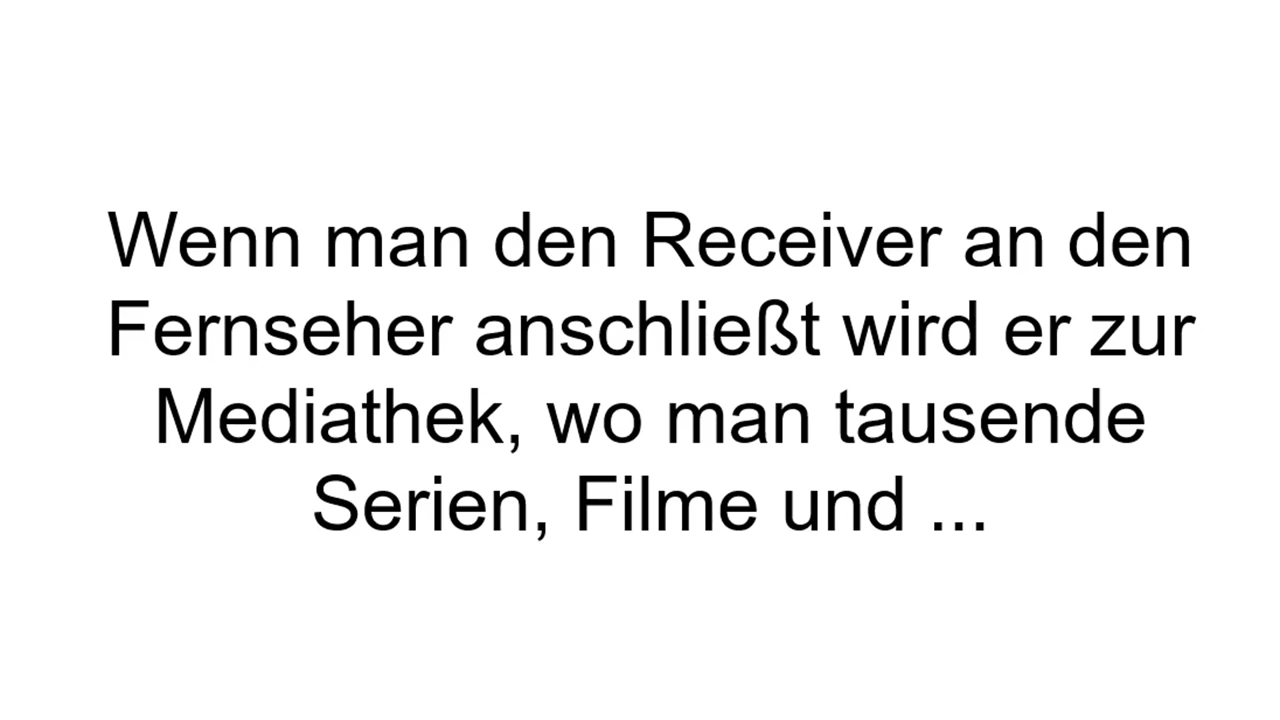 Wenn man den Receiver an den
Fernseher anschließt wird er zur
Mediathek, wo man tausende
Serien, Filme und ...